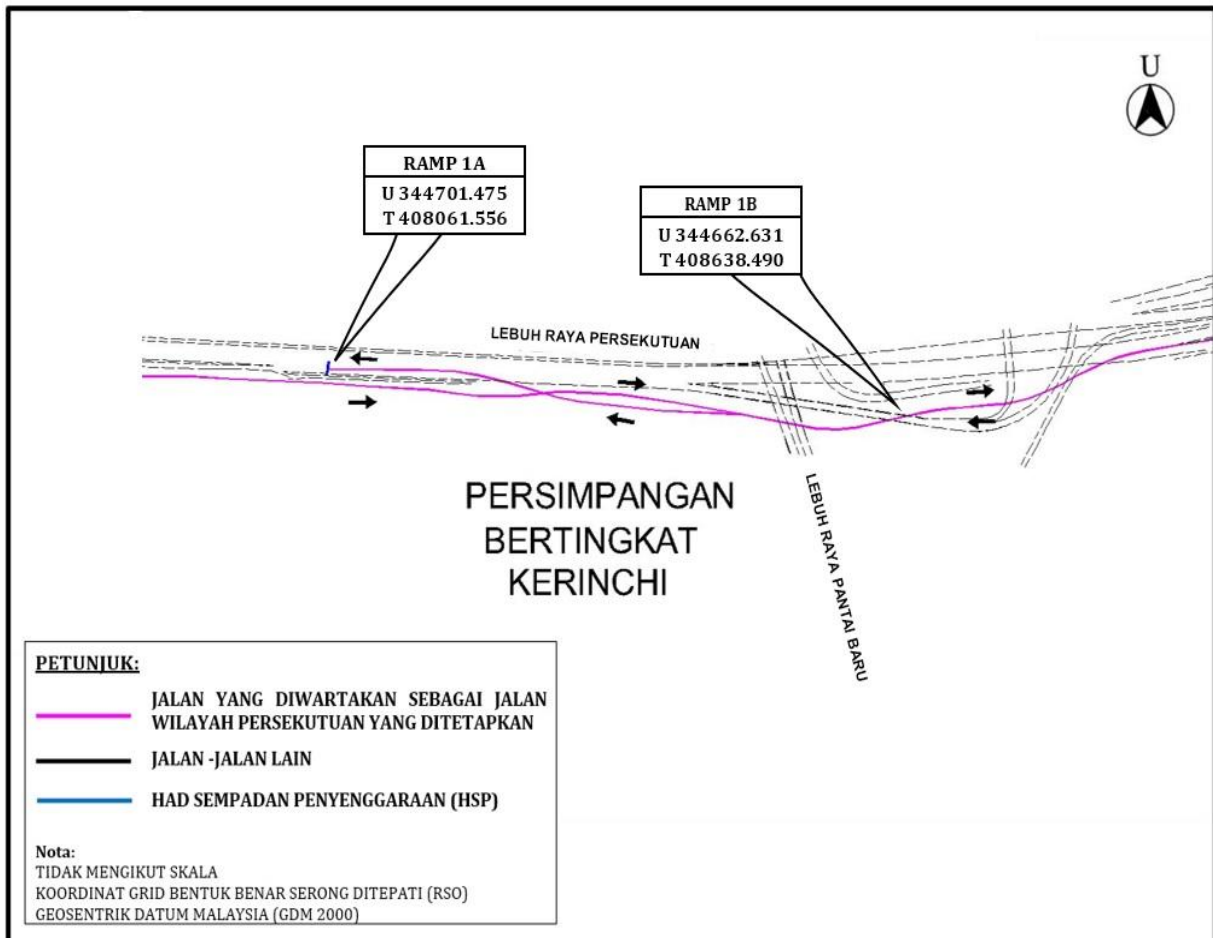 U
RAMP 1A
U 344701.475
T 408061.556
RAMP 1B
U 344662.631
T 408638.490
LEBUH RAYA PERSEKUTUAN
LEBUH RAYA PANTAI BARU
PERSIMPANGAN
BERTINGKAT
KERINCHI
PETUNJUK:
JALAN YANG DIWARTAKAN SEBAGAI JALAN
WILAYAH PERSEKUTUAN YANG DITETAPKAN
JALAN -JALAN LAIN
HAD SEMPADAN PENYENGGARAAN (HSP)
Nota:
TIDAK MENGIKUT SKALA
KOORDINAT GRID BENTUK BENAR SERONG DITEPATI (RSO)
GEOSENTRIK DATUM MALAYSIA (GDM 2000)